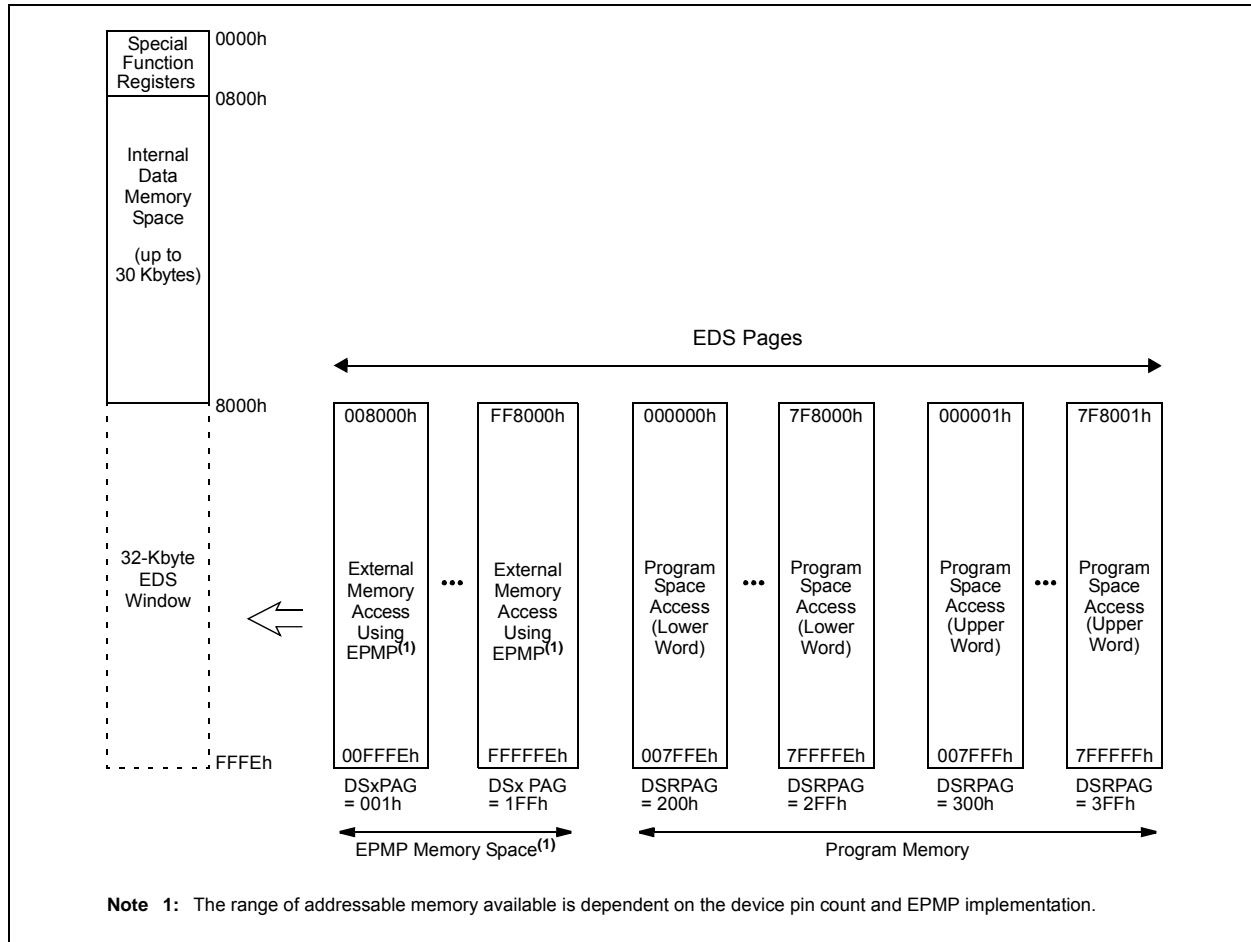 Special
Function
Registers
0000h
0800h
Internal
Data
Memory
Space
(up to
30 Kbytes)
EDS Pages
8000h
32-Kbyte
EDS
Window
FFFEh
008000h
External
Memory
Access
Using
EPMP(1)
00FFFEh
DSxPAG
= 001h
...
FF8000h
External
Memory
Access
Using
EPMP(1)
FFFFFEh
DSx PAG
= 1FFh
EPMP Memory Space(1)
000000h
Program
Space
Access
(Lower
Word)
007FFEh
DSRPAG
= 200h
...
7F8000h
Program
Space
Access
(Lower
Word)
7FFFFEh
DSRPAG
= 2FFh
000001h
Program
Space
Access
(Upper
Word)
007FFFh
DSRPAG
= 300h
...
7F8001h
Program
Space
Access
(Upper
Word)
7FFFFFh
DSRPAG
= 3FFh
Program Memory
Note 1: The range of addressable memory available is dependent on the device pin count and EPMP implementation.